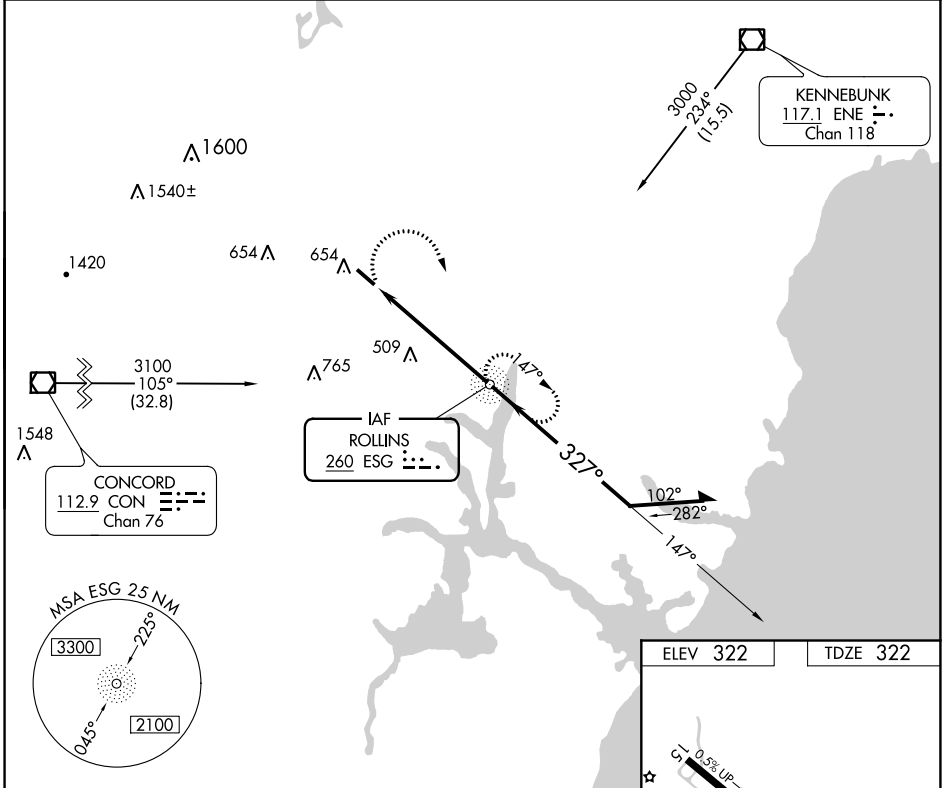 KENNEBUNK
117.1 ENE
Chan 118
3000
234°
(15.5)
1600
1540±
1420
654
654
3100
105°
(32.8)
765
509
147°
IAF
ROLLINS
260 ESG
1548
CONCORD
112.9 CON
Chan 76
327°
102°
282°
147°
MSA ESG 25 NM
3300
225°
045°
2100
ELEV 322
TDZE 322
15
0.5% UP